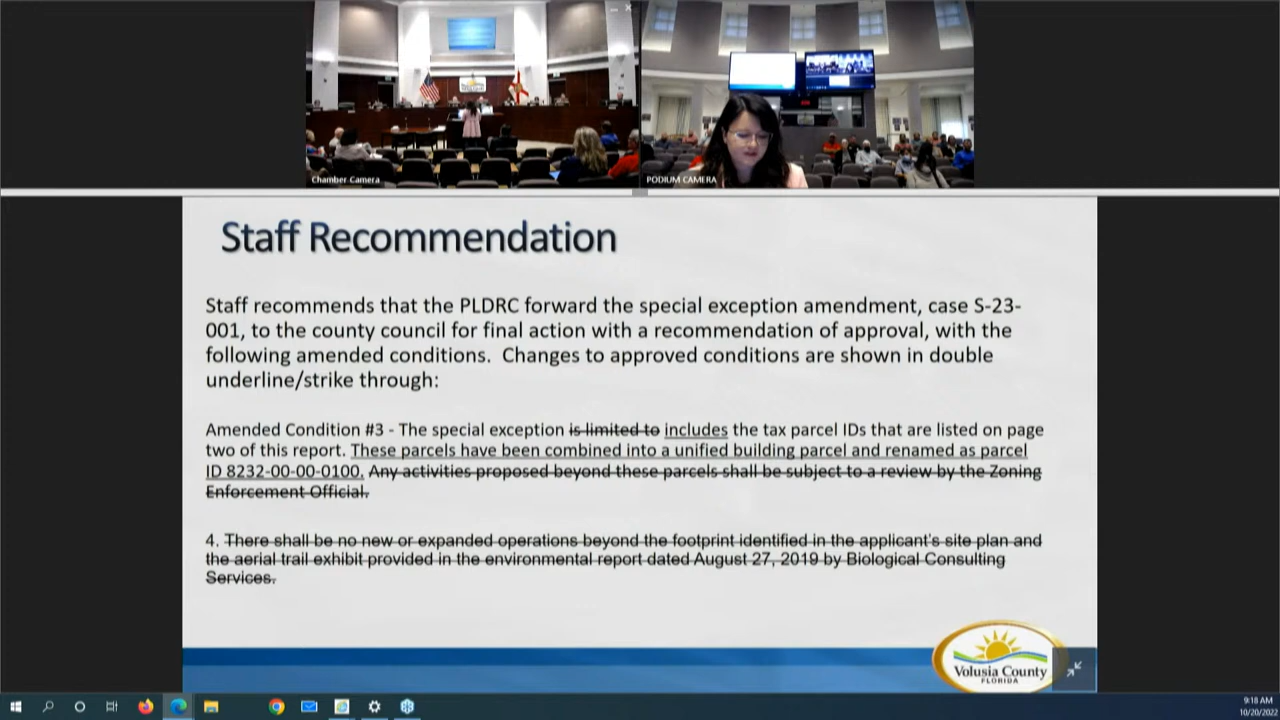 Chamber Camera
PODIUM CAMERA
Staff Recommendation
Staff recommends that the PLDRC forward the special exception amendment, case S-23-
001, to the county council for final action with a recommendation of approval, with the
following amended conditions.  Changes to approved conditions are shown in double
underline/strike through:
Amended Condition #3 - The special exception is limited to includes the tax parcel IDs that are listed on page
two of this report. These parcels have been combined into a unified building parcel and renamed as parcel
ID 8232-00-00-0100. Any activities proposed beyond these parcels shall be subject to a review by the Zoning
Enforcement Official.
4. There shall be no new or expanded operations beyond the footprint identified in the applicant's site plan and
the aerial trail exhibit provided in the environmental report dated August 27, 2019 by Biological Consulting
Services.
Volusia County
FLORIDA
9:18 AM
10/20/2022